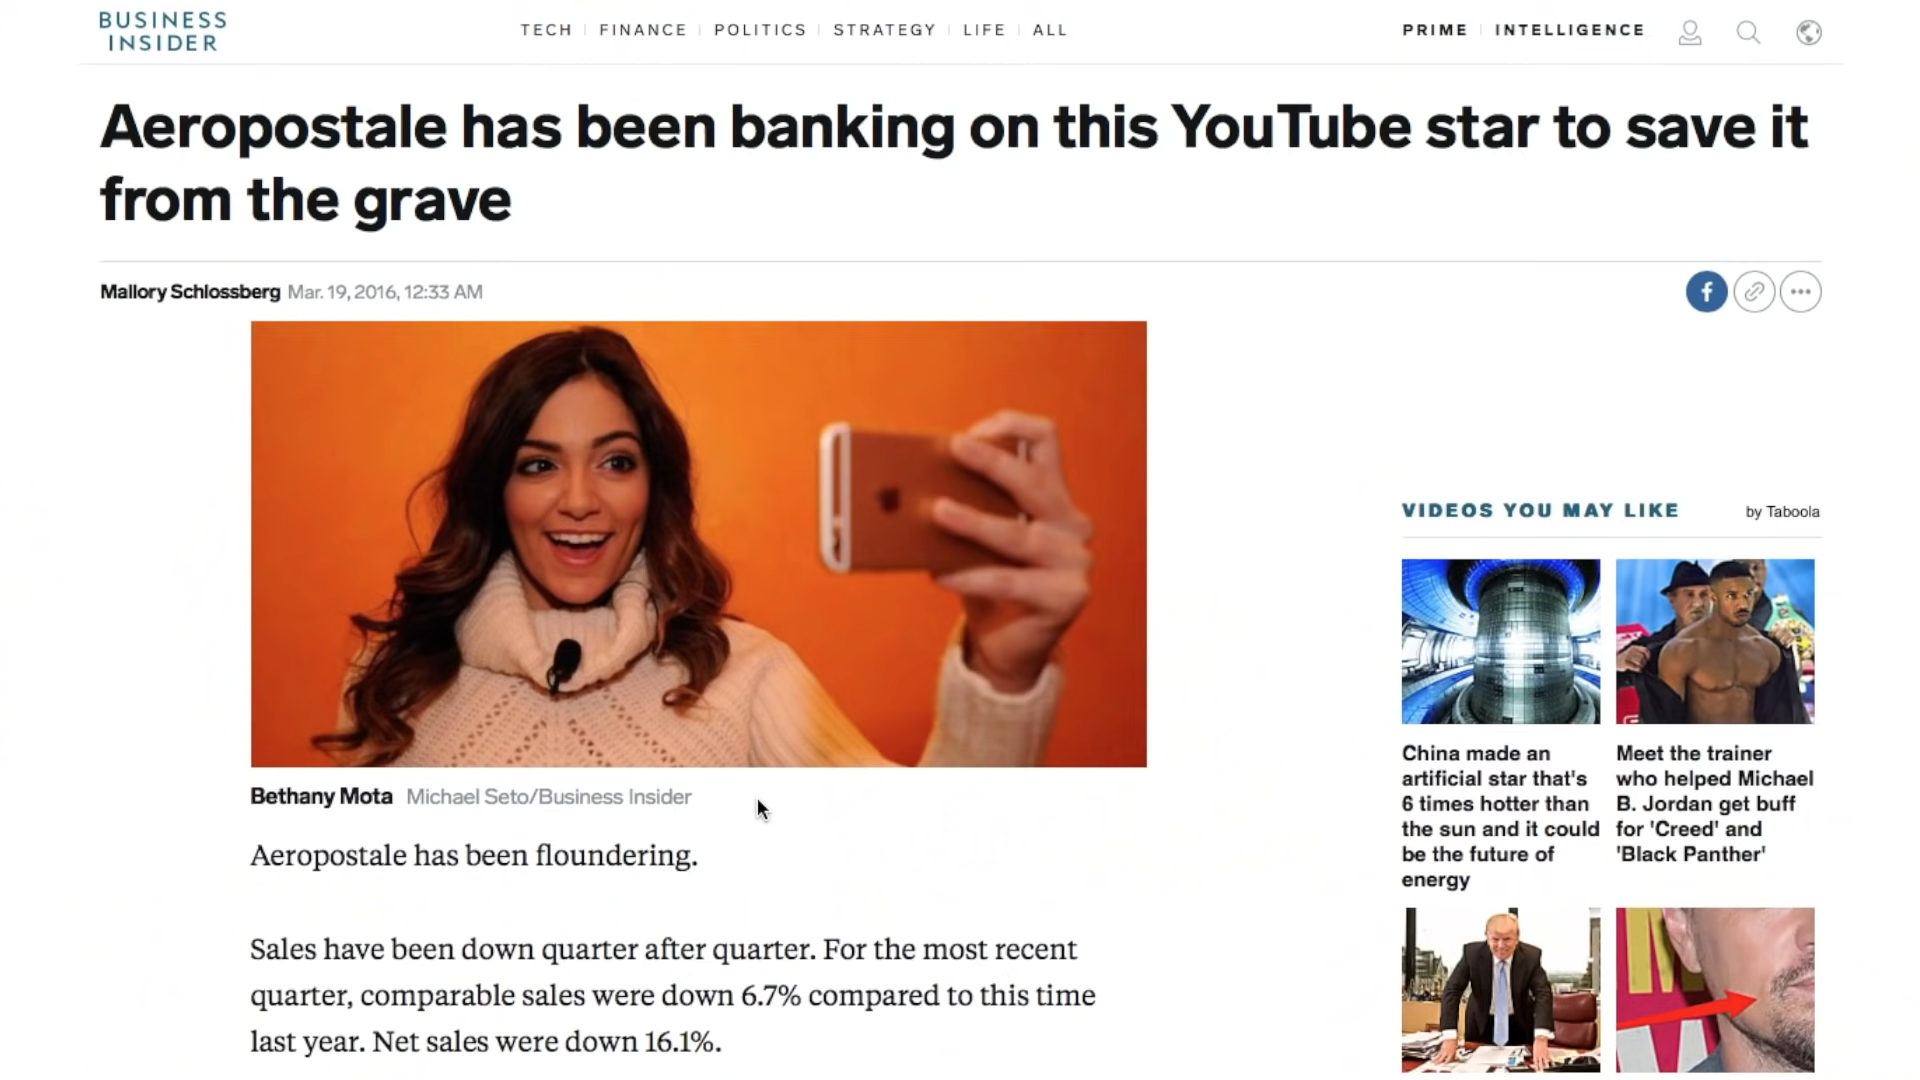 BUSINESS
INSIDER
TECH
FINANCE
POLITICS
STRATEGY
LIFE
ALL
PRIME
INTELLIGENCE
Aeropostale has been banking on this YouTube star to save it
from the grave
Mallory Schlossberg Mar. 19, 2016, 12:33 AM
f
Bethany Mota Michael Seto/Business Insider
Aeropostale has been floundering.
Sales have been down quarter after quarter. For the most recent
quarter, comparable sales were down 6.7% compared to this time
last year. Net sales were down 16.1%.
VIDEOS YOU MAY LIKE
by Taboola
China made an
artificial star that's
6 times hotter than
the sun and it could
be the future of
energy
Meet the trainer
who helped Michael
B. Jordan get buff
for 'Creed' and
'Black Panther'